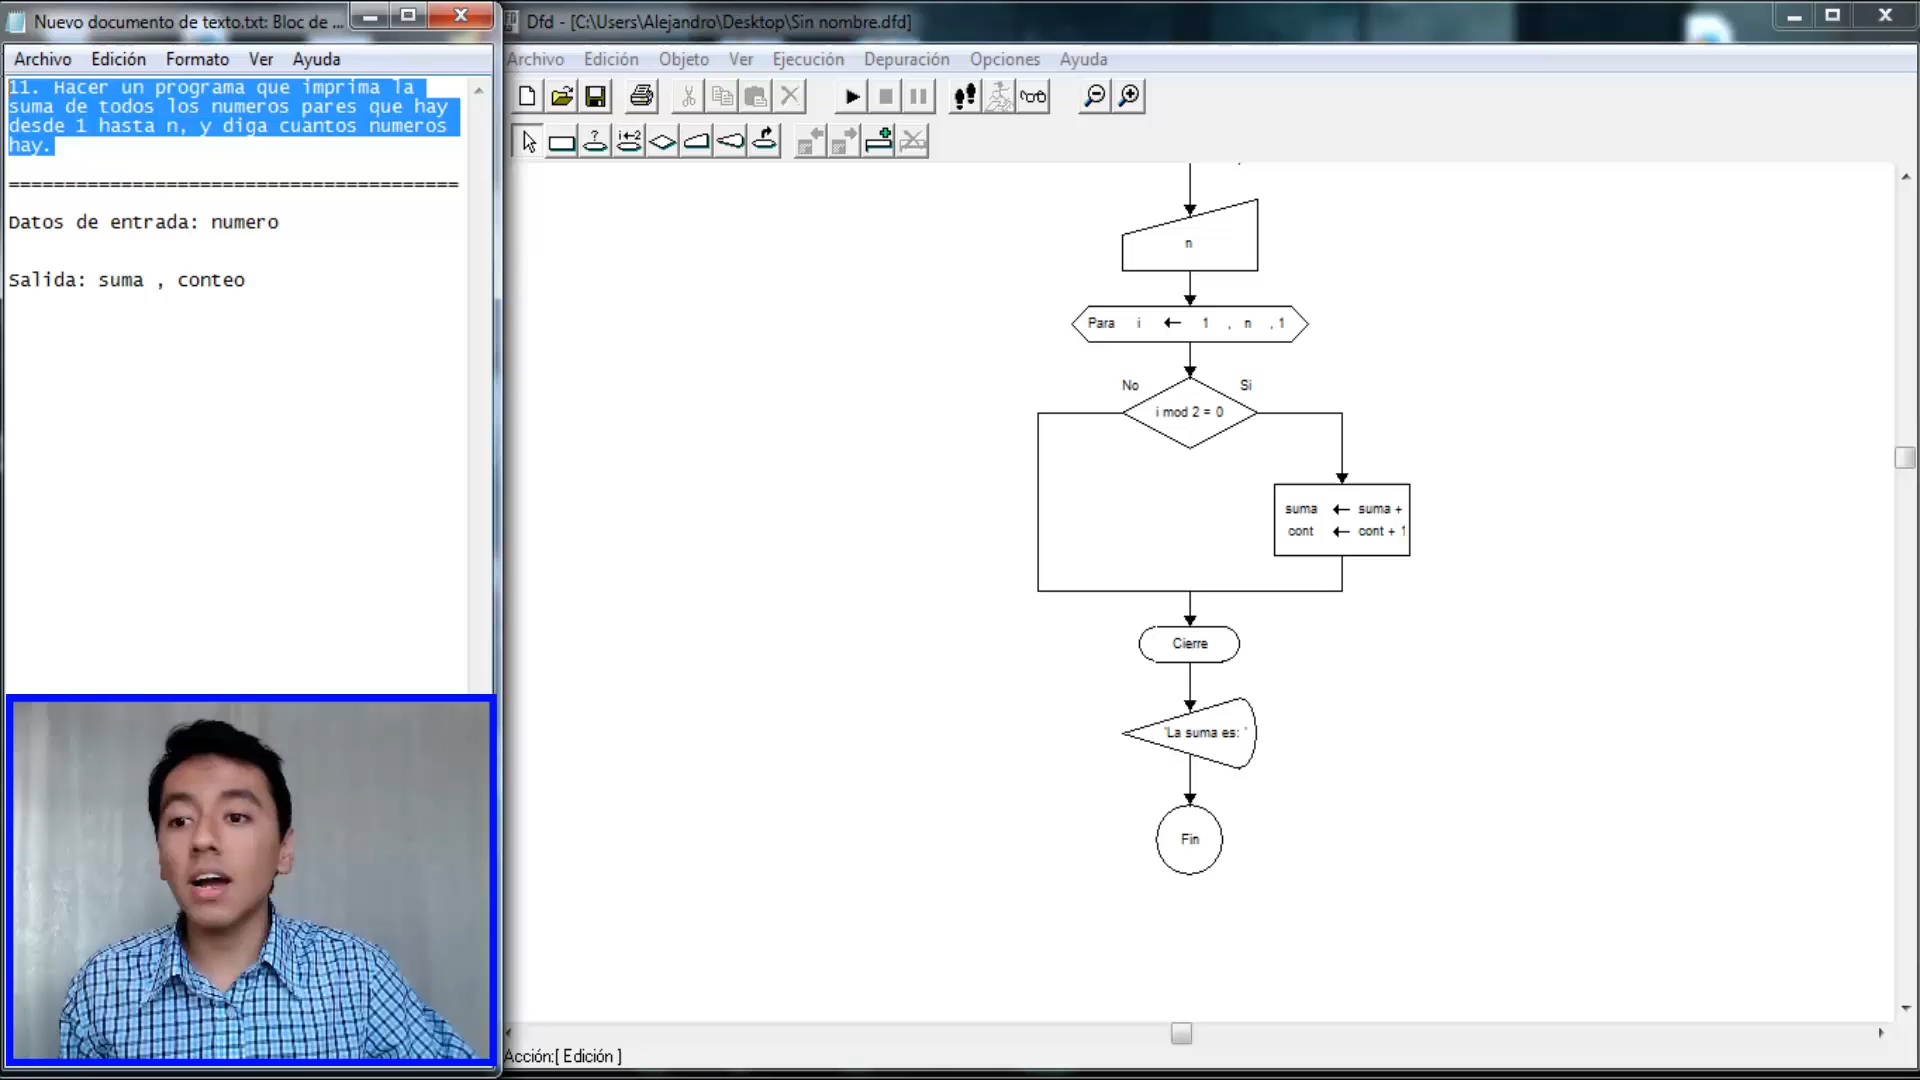 Nuevo documento de texto.txt: Bloc de ...
Archivo Edición Formato Ver Ayuda
11. Hacer un programa que imprima la
suma de todos los numeros pares que hay
desde 1 hasta n, y diga cuantos numeros
hay.
========================================
Datos de entrada: numero
Salida: suma , conteo
Dfd - [C:\Users\Alejandro\Desktop\Sin nombre.dfd]
Archivo Edición Objeto Ver Ejecución Depuración Opciones Ayuda
n
Para i ← 1 , n , 1
No Si
i mod 2 = 0
suma ← suma +
cont ← cont + 1
Cierre
'La suma es: '
Fin
Acción:[ Edición ]